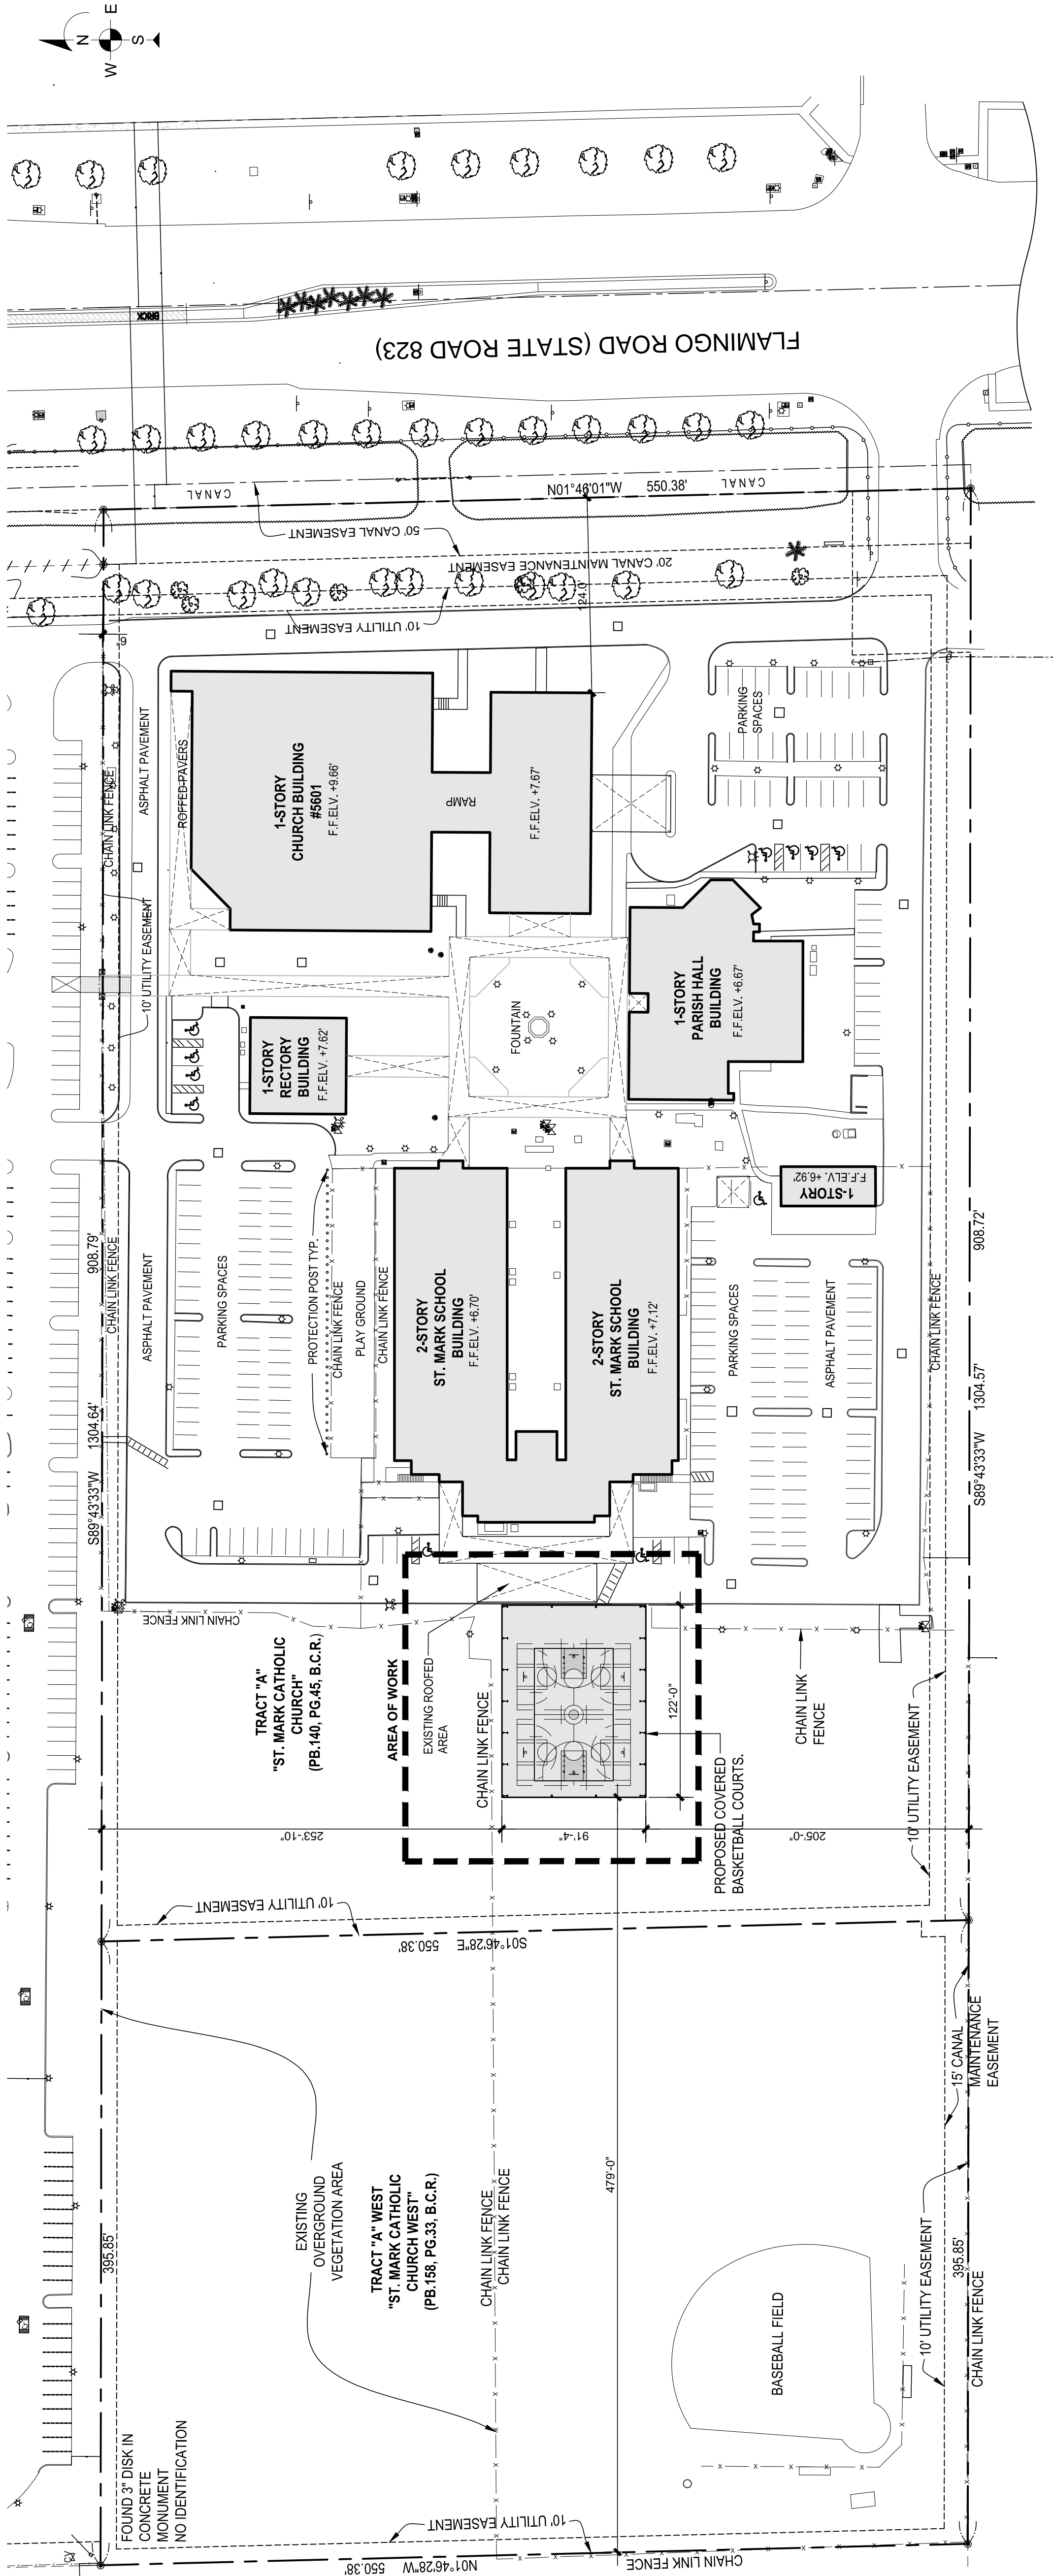 N
E
S
W
BRICK
FLAMINGO ROAD (STATE ROAD 823)
CANAL
N01°46'01"W 550.38'
CANAL
50' CANAL EASEMENT
20' CANAL MAINTENANCE EASEMENT
10' UTILITY EASEMENT
ASPHALT PAVEMENT
CHAIN LINK FENCE
ROFFED PAVERS
10' UTILITY EASEMENT
1-STORY
CHURCH BUILDING
#5601
F.F.ELV. +9.66'
RAMP
F.F.ELV. +7.67'
PARKING
SPACES
1-STORY
RECTORY
BUILDING
F.F.ELV. +7.62'
FOUNTAIN
1-STORY
PARISH HALL
BUILDING
F.F.ELV. +6.67'
1-STORY
F.F.ELV. +6.92'
908.79'
CHAIN LINK FENCE
S89°43'33"W 1304.64'
ASPHALT PAVEMENT
PARKING SPACES
PROTECTION POST TYP.
CHAIN LINK FENCE
PLAY GROUND
CHAIN LINK FENCE
2-STORY
ST. MARK SCHOOL
BUILDING
F.F.ELV. +6.70'
2-STORY
ST. MARK SCHOOL
BUILDING
F.F.ELV. +7.12'
PARKING SPACES
ASPHALT PAVEMENT
CHAIN LINK FENCE
908.72'
S89°43'33"W 1304.57'
CHAIN LINK FENCE
TRACT "A"
"ST. MARK CATHOLIC
CHURCH"
(PB.140, PG.45, B.C.R.)
AREA OF WORK
EXISTING ROOFED
AREA
CHAIN LINK FENCE
122'-0"
PROPOSED COVERED
BASKETBALL COURTS.
CHAIN LINK
FENCE
10' UTILITY EASEMENT
253'-10"
91'-4"
205'-0"
10' UTILITY EASEMENT
S01°46'28"E 550.38'
15' CANAL
MAINTENANCE
EASEMENT
EXISTING
OVERGROUND
VEGETATION AREA
479'-0"
TRACT "A" WEST
"ST. MARK CATHOLIC
CHURCH WEST"
(PB.158, PG.33, B.C.R.)
CHAIN LINK FENCE
CHAIN LINK FENCE
395.85'
BASEBALL FIELD
10' UTILITY EASEMENT
395.85'
CHAIN LINK FENCE
FOUND 3" DISK IN
CONCRETE
MONUMENT
NO IDENTIFICATION
10' UTILITY EASEMENT
N01°46'28"W 550.38'
CHAIN LINK FENCE